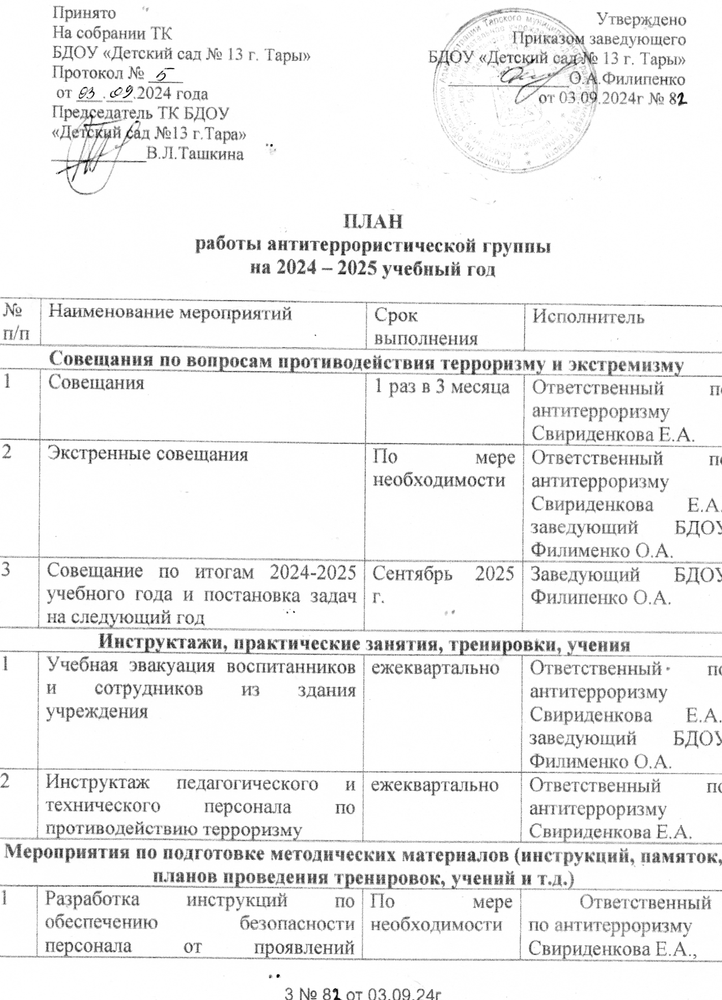 Принято
На собрании ТК
БДОУ «Детский сад № 13 г. Тары»
Протокол № 5
от 03.09.2024 года
Председатель ТК БДОУ
«Детский сад №13 г.Тара»
В.Л.Ташкина
Утверждено
Приказом заведующего
БДОУ «Детский сад № 13 г. Тары»
О.А.Филипенко
от 03.09.2024г № 82
ПЛАН
работы антитеррористической группы
на 2024 – 2025 учебный год
№ п/п
Наименование мероприятий
Срок
выполнения
Исполнитель
Совещания по вопросам противодействия терроризму и экстремизму
1
Совещания
1 раз в 3 месяца
Ответственный по
антитерроризму
Свириденкова Е.А.
2
Экстренные совещания
По мере
необходимости
Ответственный по
антитерроризму
Свириденкова Е.А.
заведующий БДОУ
Филименко О.А.
3
Совещание по итогам 2024-2025
учебного года и постановка задач
на следующий год
Сентябрь 2025
г.
Заведующий БДОУ
Филипенко О.А.
Инструктажи, практические занятия, тренировки, учения
1
Учебная эвакуация воспитанников
и сотрудников из здания
учреждения
ежеквартально
Ответственный по
антитерроризму
Свириденкова Е.А.
заведующий БДОУ
Филименко О.А.
2
Инструктаж педагогического и
технического персонала по
противодействию терроризму
ежеквартально
Ответственный по
антитерроризму
Свириденкова Е.А.
Мероприятия по подготовке методических материалов (инструкций, памяток,
планов проведения тренировок, учений и т.д.)
1
Разработка инструкций по
обеспечению безопасности
персонала от проявлений
По мере
необходимости
Ответственный
по антитерроризму
Свириденкова Е.А.,
3 № 82 от 03.09.24г